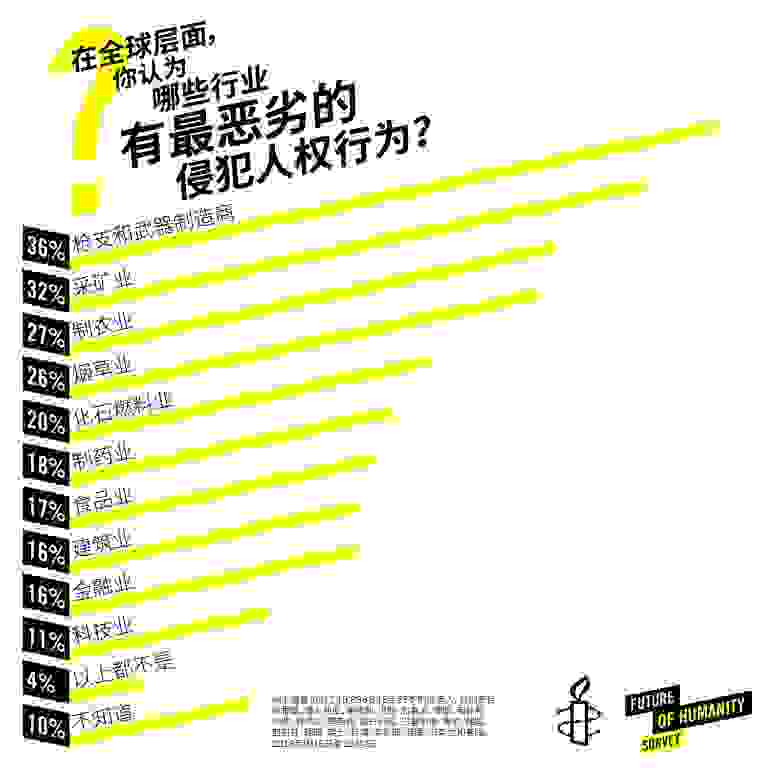 在全球层面，
你认为
哪些行业
有最恶劣的
侵犯人权行为？
36% 枪支和武器制造商
32% 采矿业
27% 制衣业
26% 烟草业
20% 化石燃料业
18% 制药业
17% 食品业
16% 建筑业
16% 金融业
11% 科技业
4% 以上都不是
10% 不知道
FUTURE
OF HUMANITY
SURVEY